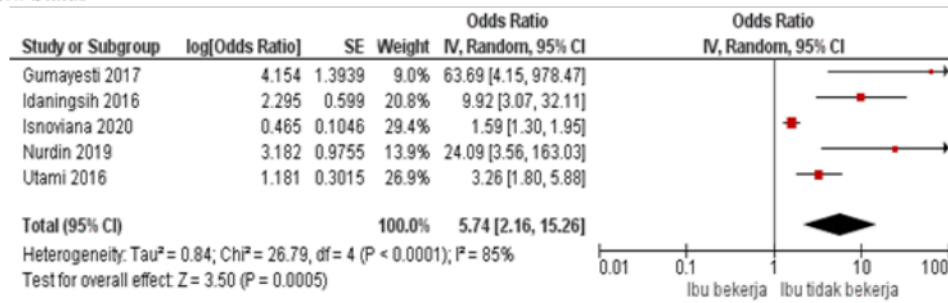 Odds Ratio Odds Ratio
Study or Subgroup log[Odds Ratio] SE Weight IV, Random, 95% CI IV, Random, 95% CI
Gumayesti 2017 4.154 1.3939 9.0% 63.69 [4.15, 978.47]
Idaningsih 2016 2.295 0.599 20.8% 9.92 [3.07, 32.11]
Isnoviana 2020 0.465 0.1046 29.4% 1.59 [1.30, 1.95]
Nurdin 2019 3.182 0.9755 13.9% 24.09 [3.56, 163.03]
Utami 2016 1.181 0.3015 26.9% 3.26 [1.80, 5.88]
Total (95% CI) 100.0% 5.74 [2.16, 15.26]
Heterogeneity: Tau² = 0.84; Chi² = 26.79, df = 4 (P < 0.0001); I² = 85%
Test for overall effect: Z = 3.50 (P = 0.0005)
0.01 0.1 1 10 100
Ibu bekerja Ibu tidak bekerja